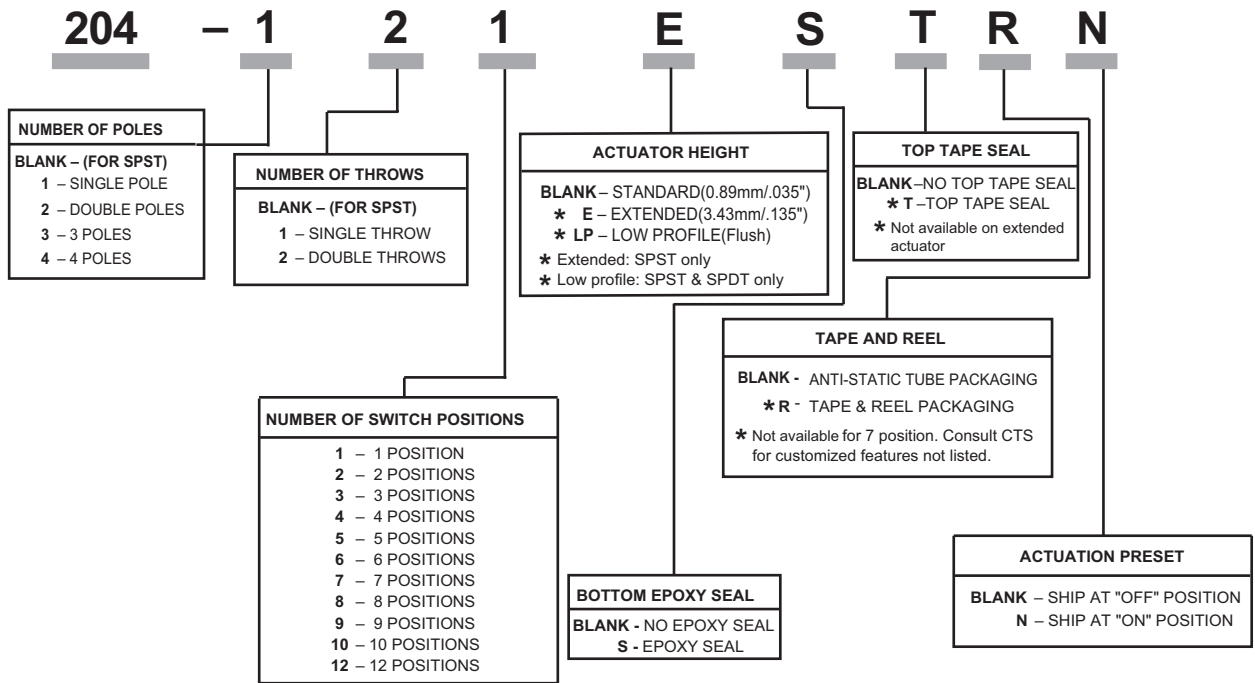 204 – 1 2 1 E S T R N
NUMBER OF POLES
BLANK – (FOR SPST)
1 – SINGLE POLE
2 – DOUBLE POLES
3 – 3 POLES
4 – 4 POLES
NUMBER OF THROWS
BLANK – (FOR SPST)
1 – SINGLE THROW
2 – DOUBLE THROWS
ACTUATOR HEIGHT
BLANK – STANDARD(0.89mm/.035")
* E – EXTENDED(3.43mm/.135")
* LP – LOW PROFILE(Flush)
* Extended: SPST only
* Low profile: SPST & SPDT only
TOP TAPE SEAL
BLANK –NO TOP TAPE SEAL
* T –TOP TAPE SEAL
* Not available on extended
actuator
TAPE AND REEL
BLANK - ANTI-STATIC TUBE PACKAGING
* R - TAPE & REEL PACKAGING
* Not available for 7 position. Consult CTS
for customized features not listed.
NUMBER OF SWITCH POSITIONS
1 – 1 POSITION
2 – 2 POSITIONS
3 – 3 POSITIONS
4 – 4 POSITIONS
5 – 5 POSITIONS
6 – 6 POSITIONS
7 – 7 POSITIONS
8 – 8 POSITIONS
9 – 9 POSITIONS
10 – 10 POSITIONS
12 – 12 POSITIONS
BOTTOM EPOXY SEAL
BLANK - NO EPOXY SEAL
S - EPOXY SEAL
ACTUATION PRESET
BLANK – SHIP AT "OFF" POSITION
N – SHIP AT "ON" POSITION